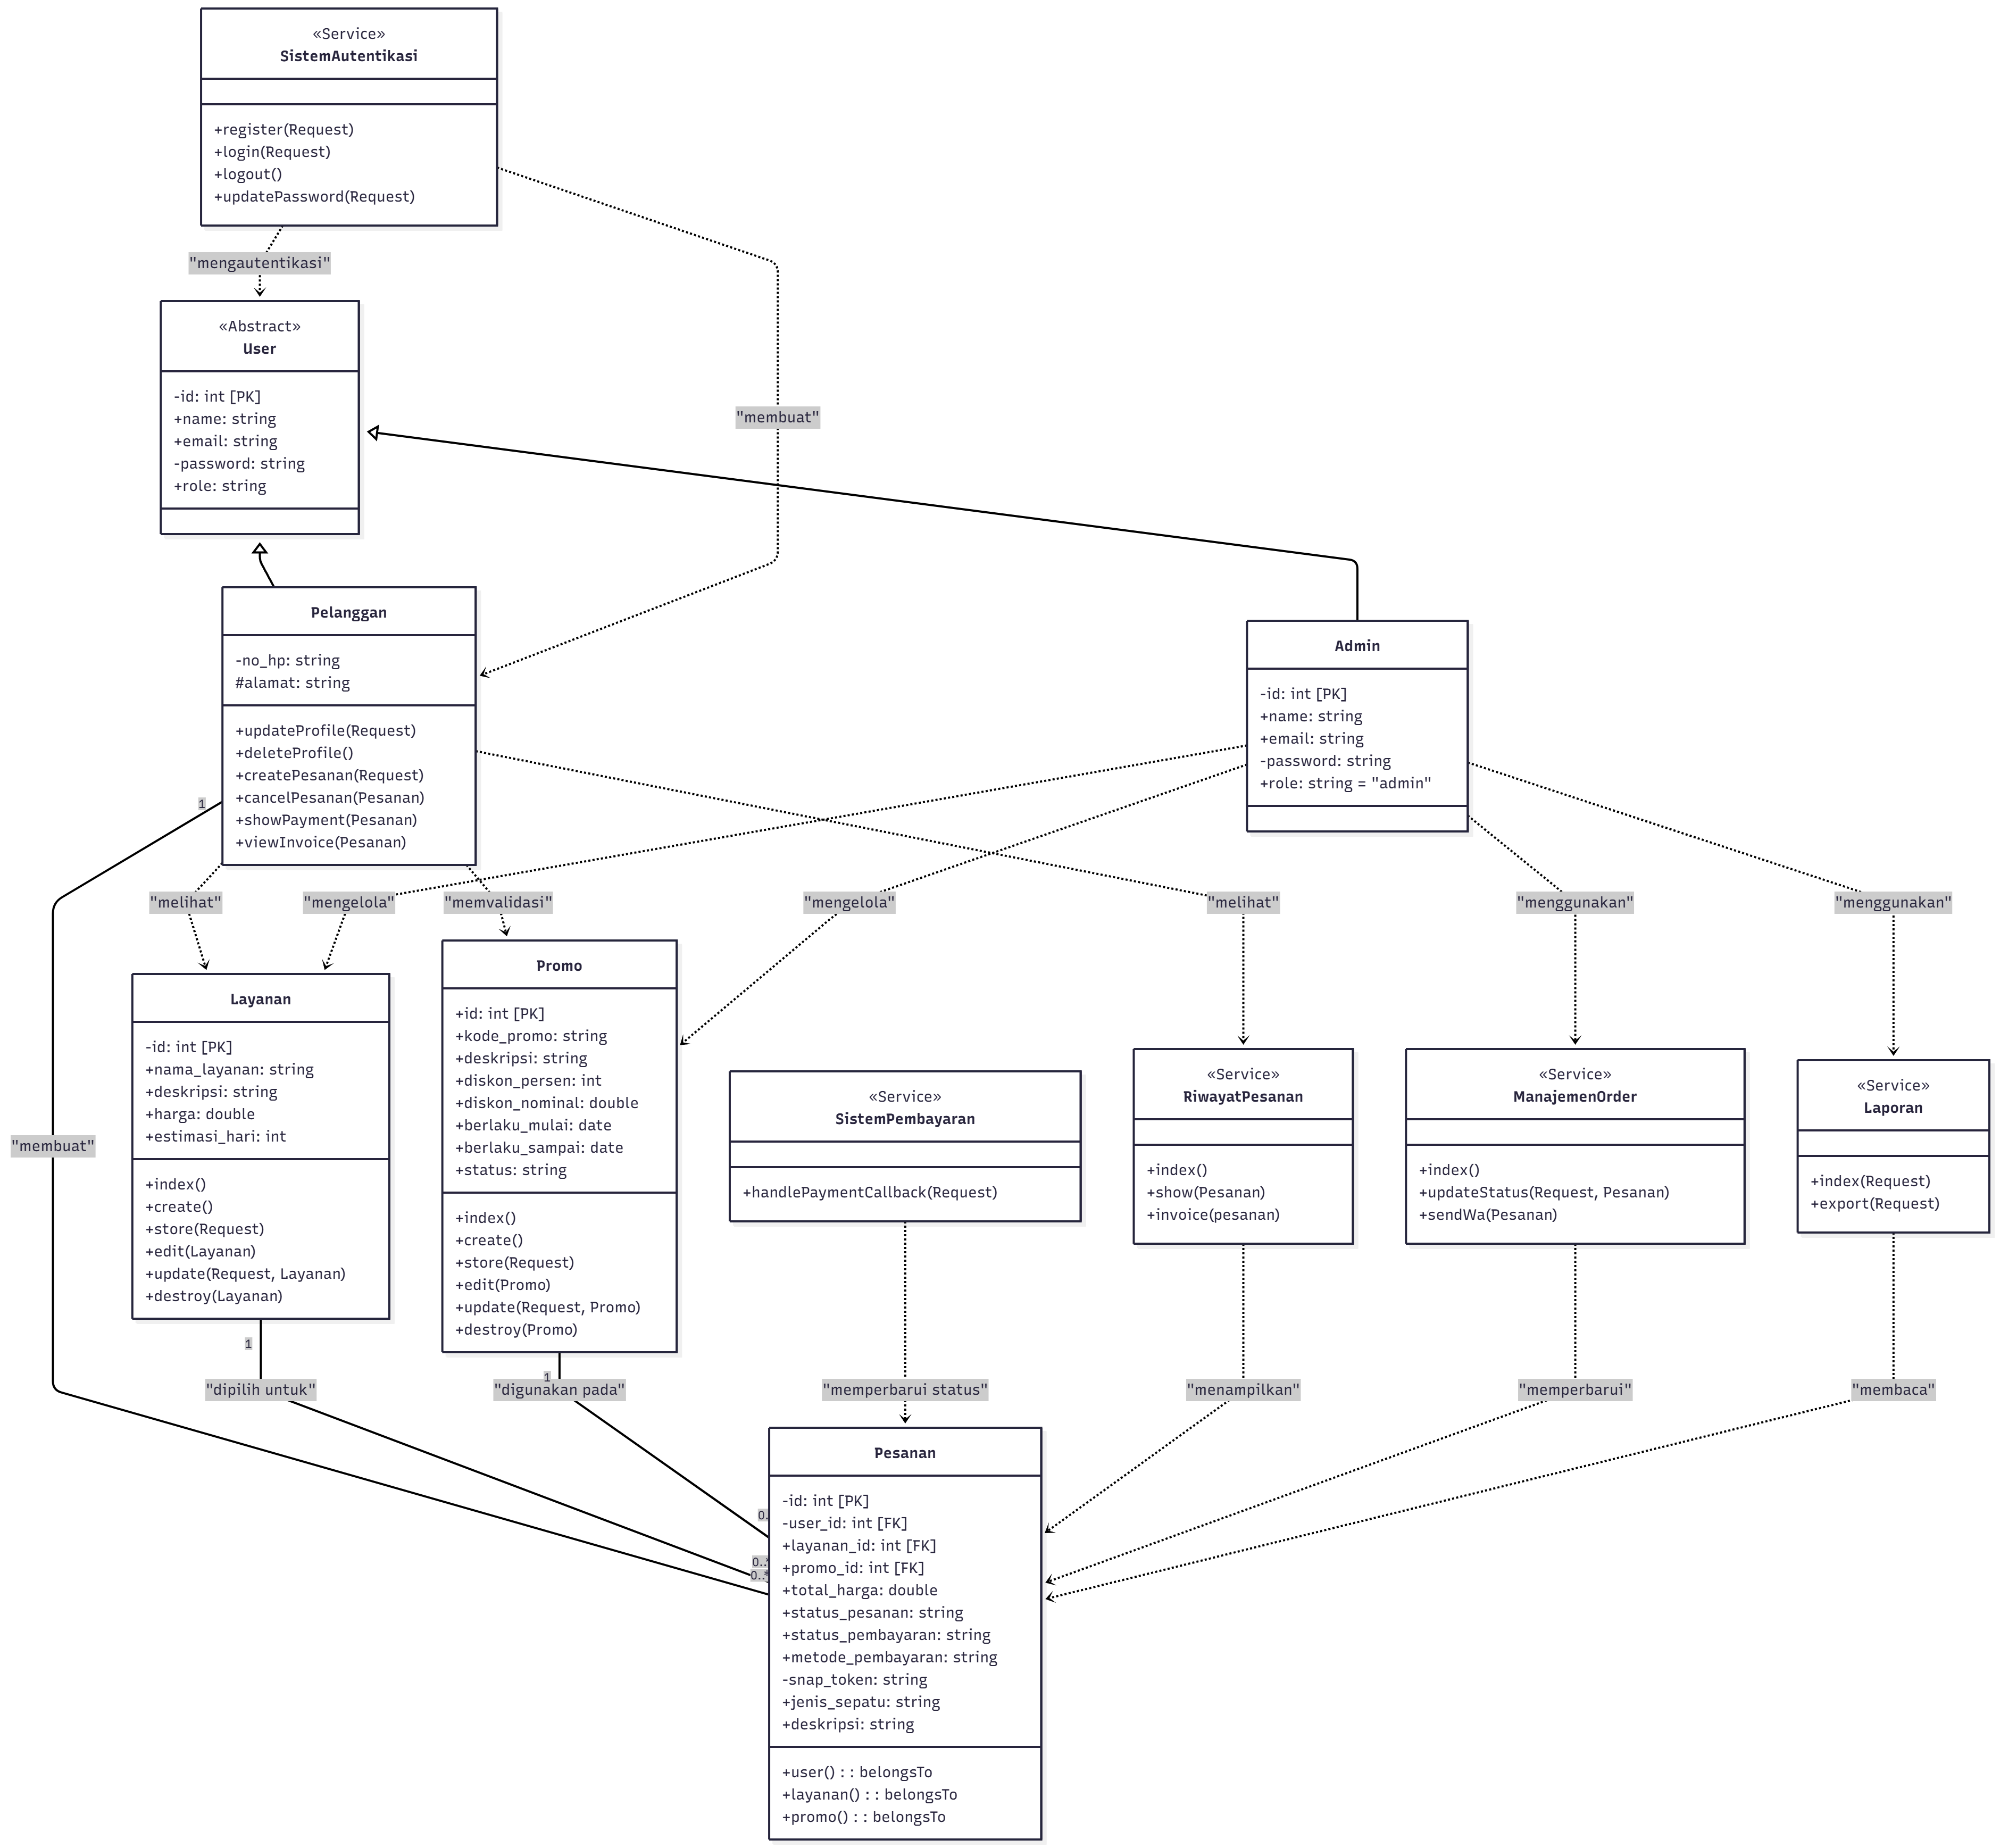 «Service»
SistemAutentikasi
+register(Request)
+login(Request)
+logout()
+updatePassword(Request)
"mengautentikasi"
«Abstract»
User
-id: int [PK]
+name: string
+email: string
-password: string
+role: string
"membuat"
Pelanggan
-no_hp: string
#alamat: string
+updateProfile(Request)
+deleteProfile()
+createPesanan(Request)
+cancelPesanan(Pesanan)
+showPayment(Pesanan)
+viewInvoice(Pesanan)
Admin
-id: int [PK]
+name: string
+email: string
-password: string
+role: string = "admin"
1
"melihat"
"mengelola"
"memvalidasi"
"mengelola"
"melihat"
"menggunakan"
"menggunakan"
"membuat"
Layanan
-id: int [PK]
+nama_layanan: string
+deskripsi: string
+harga: double
+estimasi_hari: int
+index()
+create()
+store(Request)
+edit(Layanan)
+update(Request, Layanan)
+destroy(Layanan)
Promo
+id: int [PK]
+kode_promo: string
+deskripsi: string
+diskon_persen: int
+diskon_nominal: double
+berlaku_mulai: date
+berlaku_sampai: date
+status: string
+index()
+create()
+store(Request)
+edit(Promo)
+update(Request, Promo)
+destroy(Promo)
«Service»
SistemPembayaran
+handlePaymentCallback(Request)
«Service»
RiwayatPesanan
+index()
+show(Pesanan)
+invoice(pesanan)
«Service»
ManajemenOrder
+index()
+updateStatus(Request, Pesanan)
+sendWa(Pesanan)
«Service»
Laporan
+index(Request)
+export(Request)
1
1
"dipilih untuk"
"digunakan pada"
"memperbarui status"
"menampilkan"
"memperbarui"
"membaca"
0.
0..*
0..*
Pesanan
-id: int [PK]
-user_id: int [FK]
+layanan_id: int [FK]
+promo_id: int [FK]
+total_harga: double
+status_pesanan: string
+status_pembayaran: string
+metode_pembayaran: string
-snap_token: string
+jenis_sepatu: string
+deskripsi: string
+user() : : belongsTo
+layanan() : : belongsTo
+promo() : : belongsTo